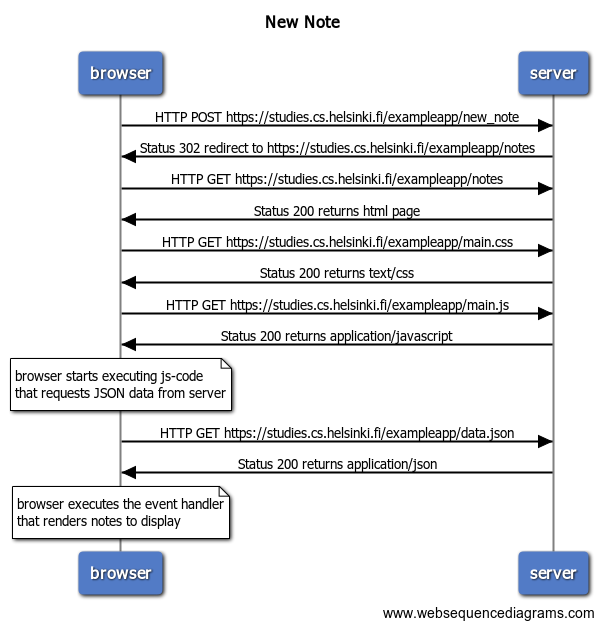 New Note
browser
server
HTTP POST https://studies.cs.helsinki.fi/exampleapp/new_note
Status 302 redirect to https://studies.cs.helsinki.fi/exampleapp/notes
HTTP GET https://studies.cs.helsinki.fi/exampleapp/notes
Status 200 returns html page
HTTP GET https://studies.cs.helsinki.fi/exampleapp/main.css
Status 200 returns text/css
HTTP GET https://studies.cs.helsinki.fi/exampleapp/main.js
Status 200 returns application/javascript
browser starts executing js-code
that requests JSON data from server
HTTP GET https://studies.cs.helsinki.fi/exampleapp/data.json
Status 200 returns application/json
browser executes the event handler
that renders notes to display
browser
server
www.websequencediagrams.com